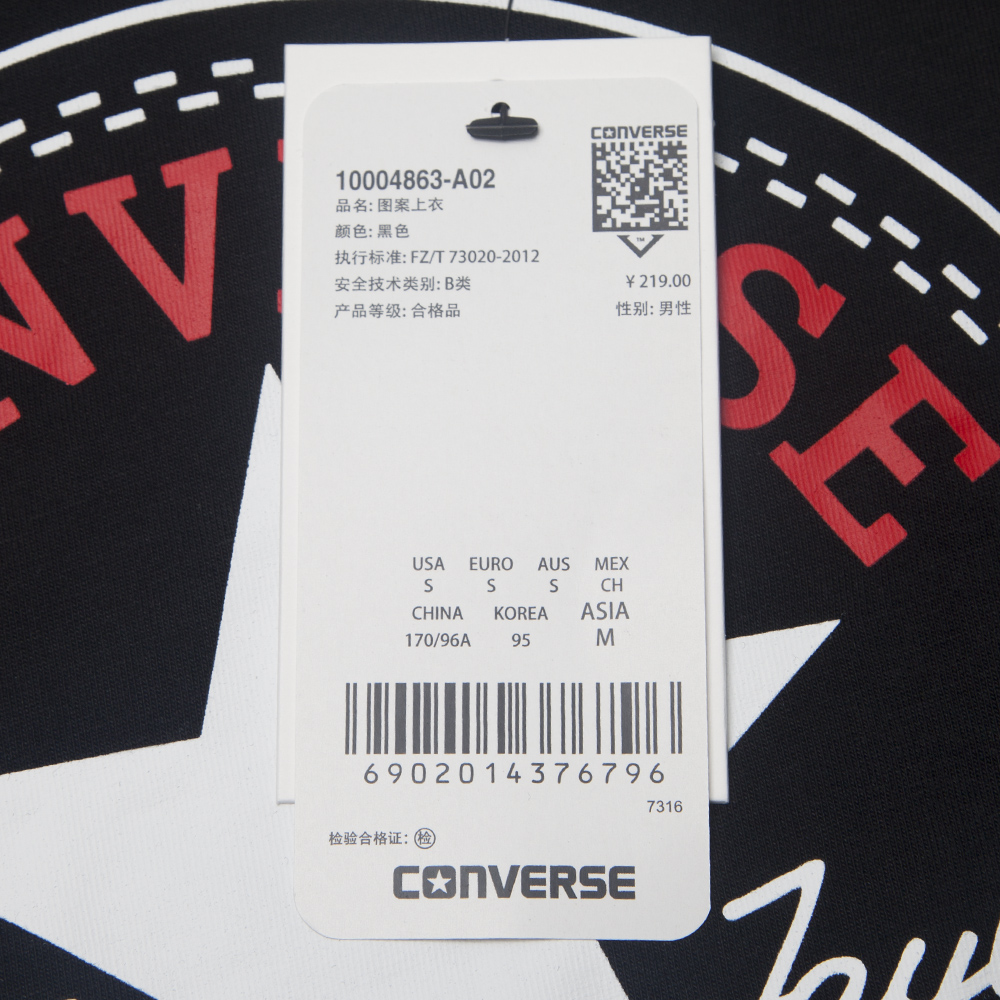 CONVERSE
10004863-A02
品名: 图案上衣
颜色: 黑色
执行标准: FZ/T 73020-2012
安全技术类别: B类
产品等级: 合格品
TM
¥ 219.00
性别: 男性
USA EURO AUS MEX
S S S CH
CHINA KOREA ASIA
170/96A 95 M
6902014376796
7316
检验合格证: 检
CONVERSE
NV SE